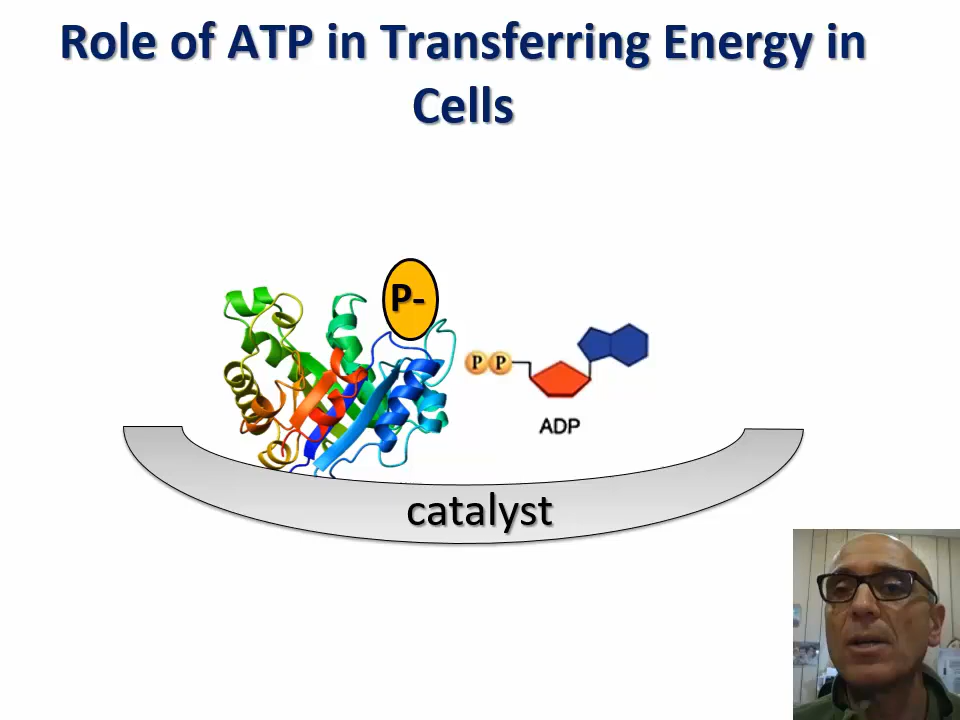 Role of ATP in Transferring Energy in
Cells
P-
P P
ADP
catalyst